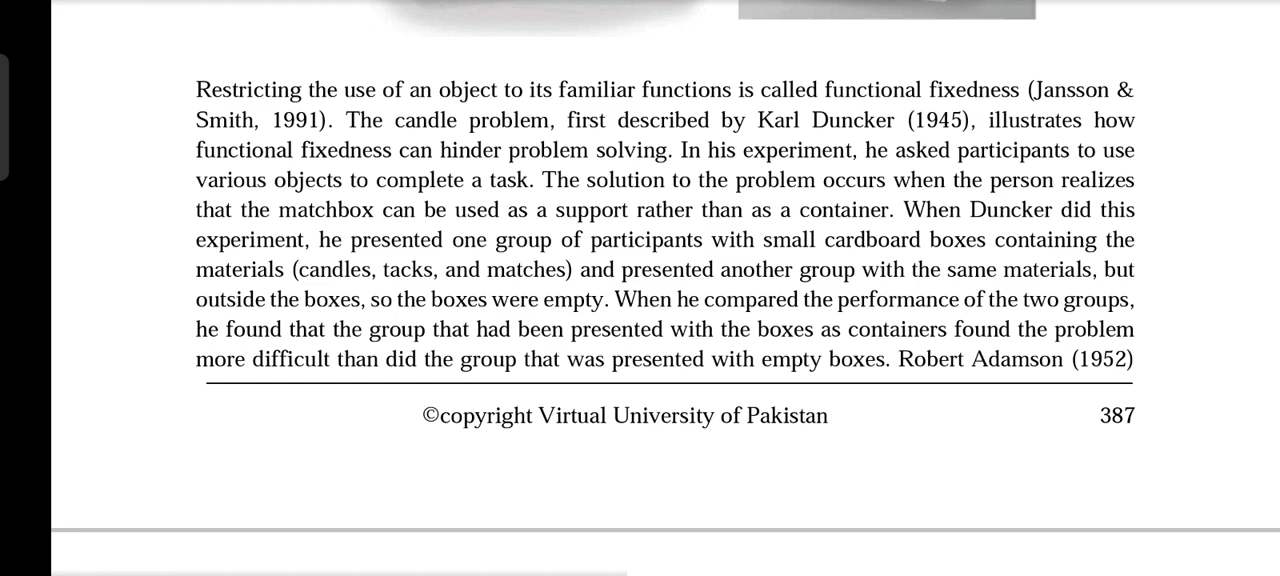 Restricting the use of an object to its familiar functions is called functional fixedness (Jansson &
Smith, 1991). The candle problem, first described by Karl Duncker (1945), illustrates how
functional fixedness can hinder problem solving. In his experiment, he asked participants to use
various objects to complete a task. The solution to the problem occurs when the person realizes
that the matchbox can be used as a support rather than as a container. When Duncker did this
experiment, he presented one group of participants with small cardboard boxes containing the
materials (candles, tacks, and matches) and presented another group with the same materials, but
outside the boxes, so the boxes were empty. When he compared the performance of the two groups,
he found that the group that had been presented with the boxes as containers found the problem
more difficult than did the group that was presented with empty boxes. Robert Adamson (1952)
©copyright Virtual University of Pakistan 387